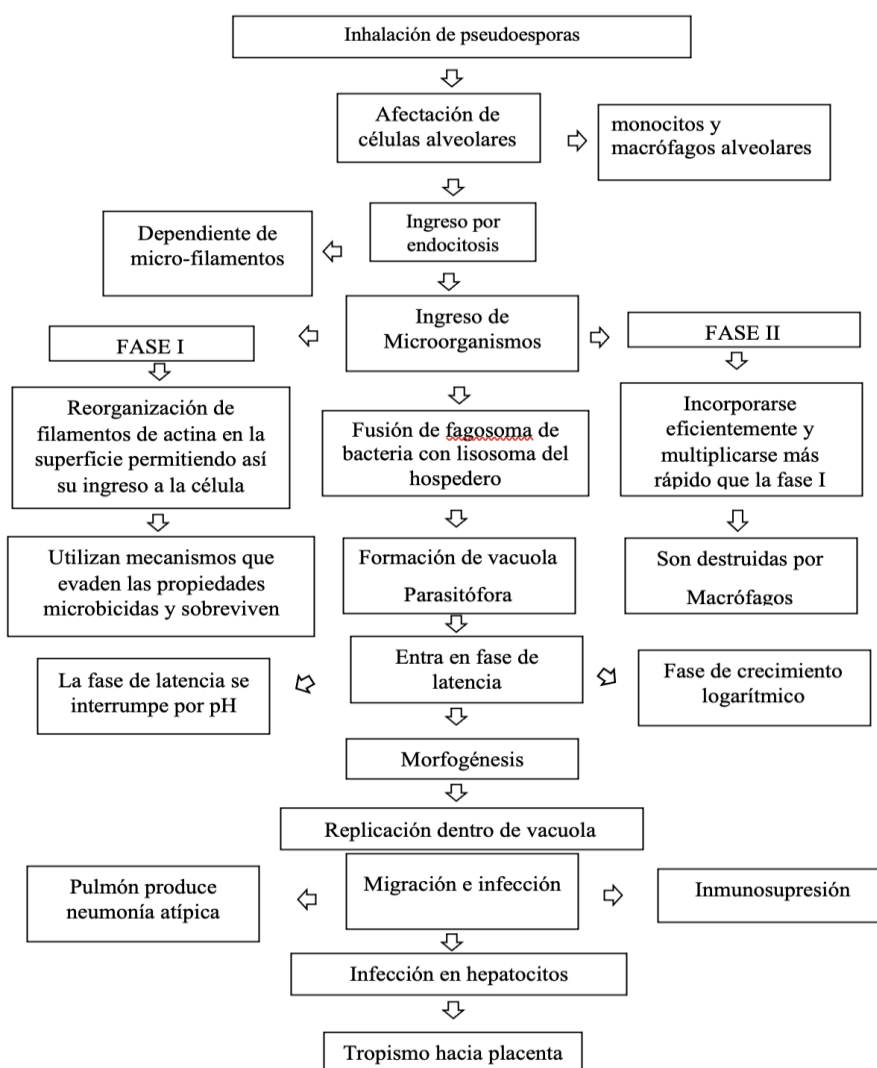 Inhalación de pseudoesporas
Afectación de
células alveolares
monocitos y
macrófagos alveolares
Ingreso por
endocitosis
Dependiente de
micro-filamentos
Ingreso de
Microorganismos
FASE I
FASE II
Reorganización de
filamentos de actina en la
superficie permitiendo así
su ingreso a la célula
Fusión de fagosoma de
bacteria con lisosoma del
hospedero
Incorporarse
eficientemente y
multiplicarse más
rápido que la fase I
Utilizan mecanismos que
evaden las propiedades
microbicidas y sobreviven
Formación de vacuola
Parasitófora
Son destruidas por
Macrófagos
Entra en fase de
latencia
La fase de latencia se
interrumpe por pH
Fase de crecimiento
logarítmico
Morfogénesis
Replicación dentro de vacuola
Migración e infección
Pulmón produce
neumonía atípica
Inmunosupresión
Infección en hepatocitos
Tropismo hacia placenta